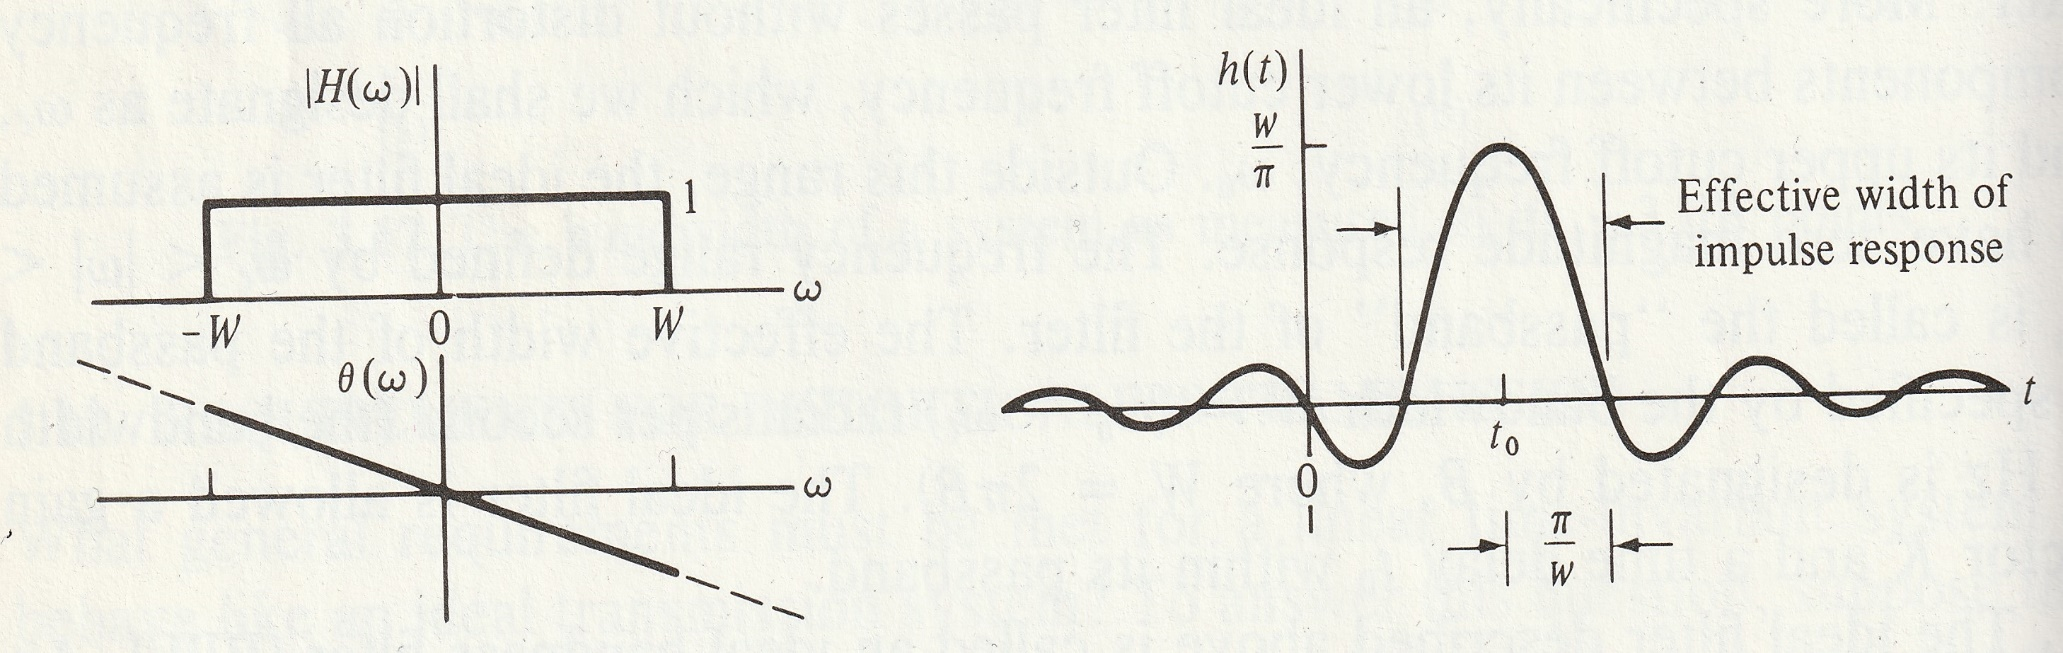 |H(ω)|
1
-W
0
W
ω
θ(ω)
ω
h(t)
W
π
Effective width of
impulse response
t
t₀
0
π
W